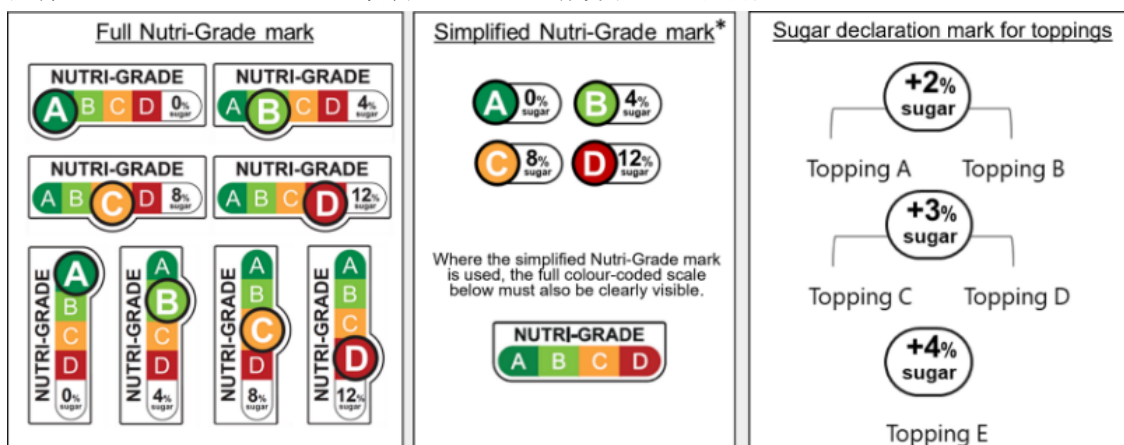 Full Nutri-Grade mark
NUTRI-GRADE
A B C D 0% sugar
NUTRI-GRADE
A B C D 4% sugar
NUTRI-GRADE
A B C D 8% sugar
NUTRI-GRADE
A B C D 12% sugar
NUTRI-GRADE
A
B
C
D
0%
sugar
NUTRI-GRADE
A
B
C
D
4%
sugar
NUTRI-GRADE
A
B
C
D
8%
sugar
NUTRI-GRADE
A
B
C
D
12%
sugar
Simplified Nutri-Grade mark*
A 0% sugar
B 4% sugar
C 8% sugar
D 12% sugar
Where the simplified Nutri-Grade mark
is used, the full colour-coded scale
below must also be clearly visible.
NUTRI-GRADE
A B C D
Sugar declaration mark for toppings
+2%
sugar
Topping A Topping B
+3%
sugar
Topping C Topping D
+4%
sugar
Topping E